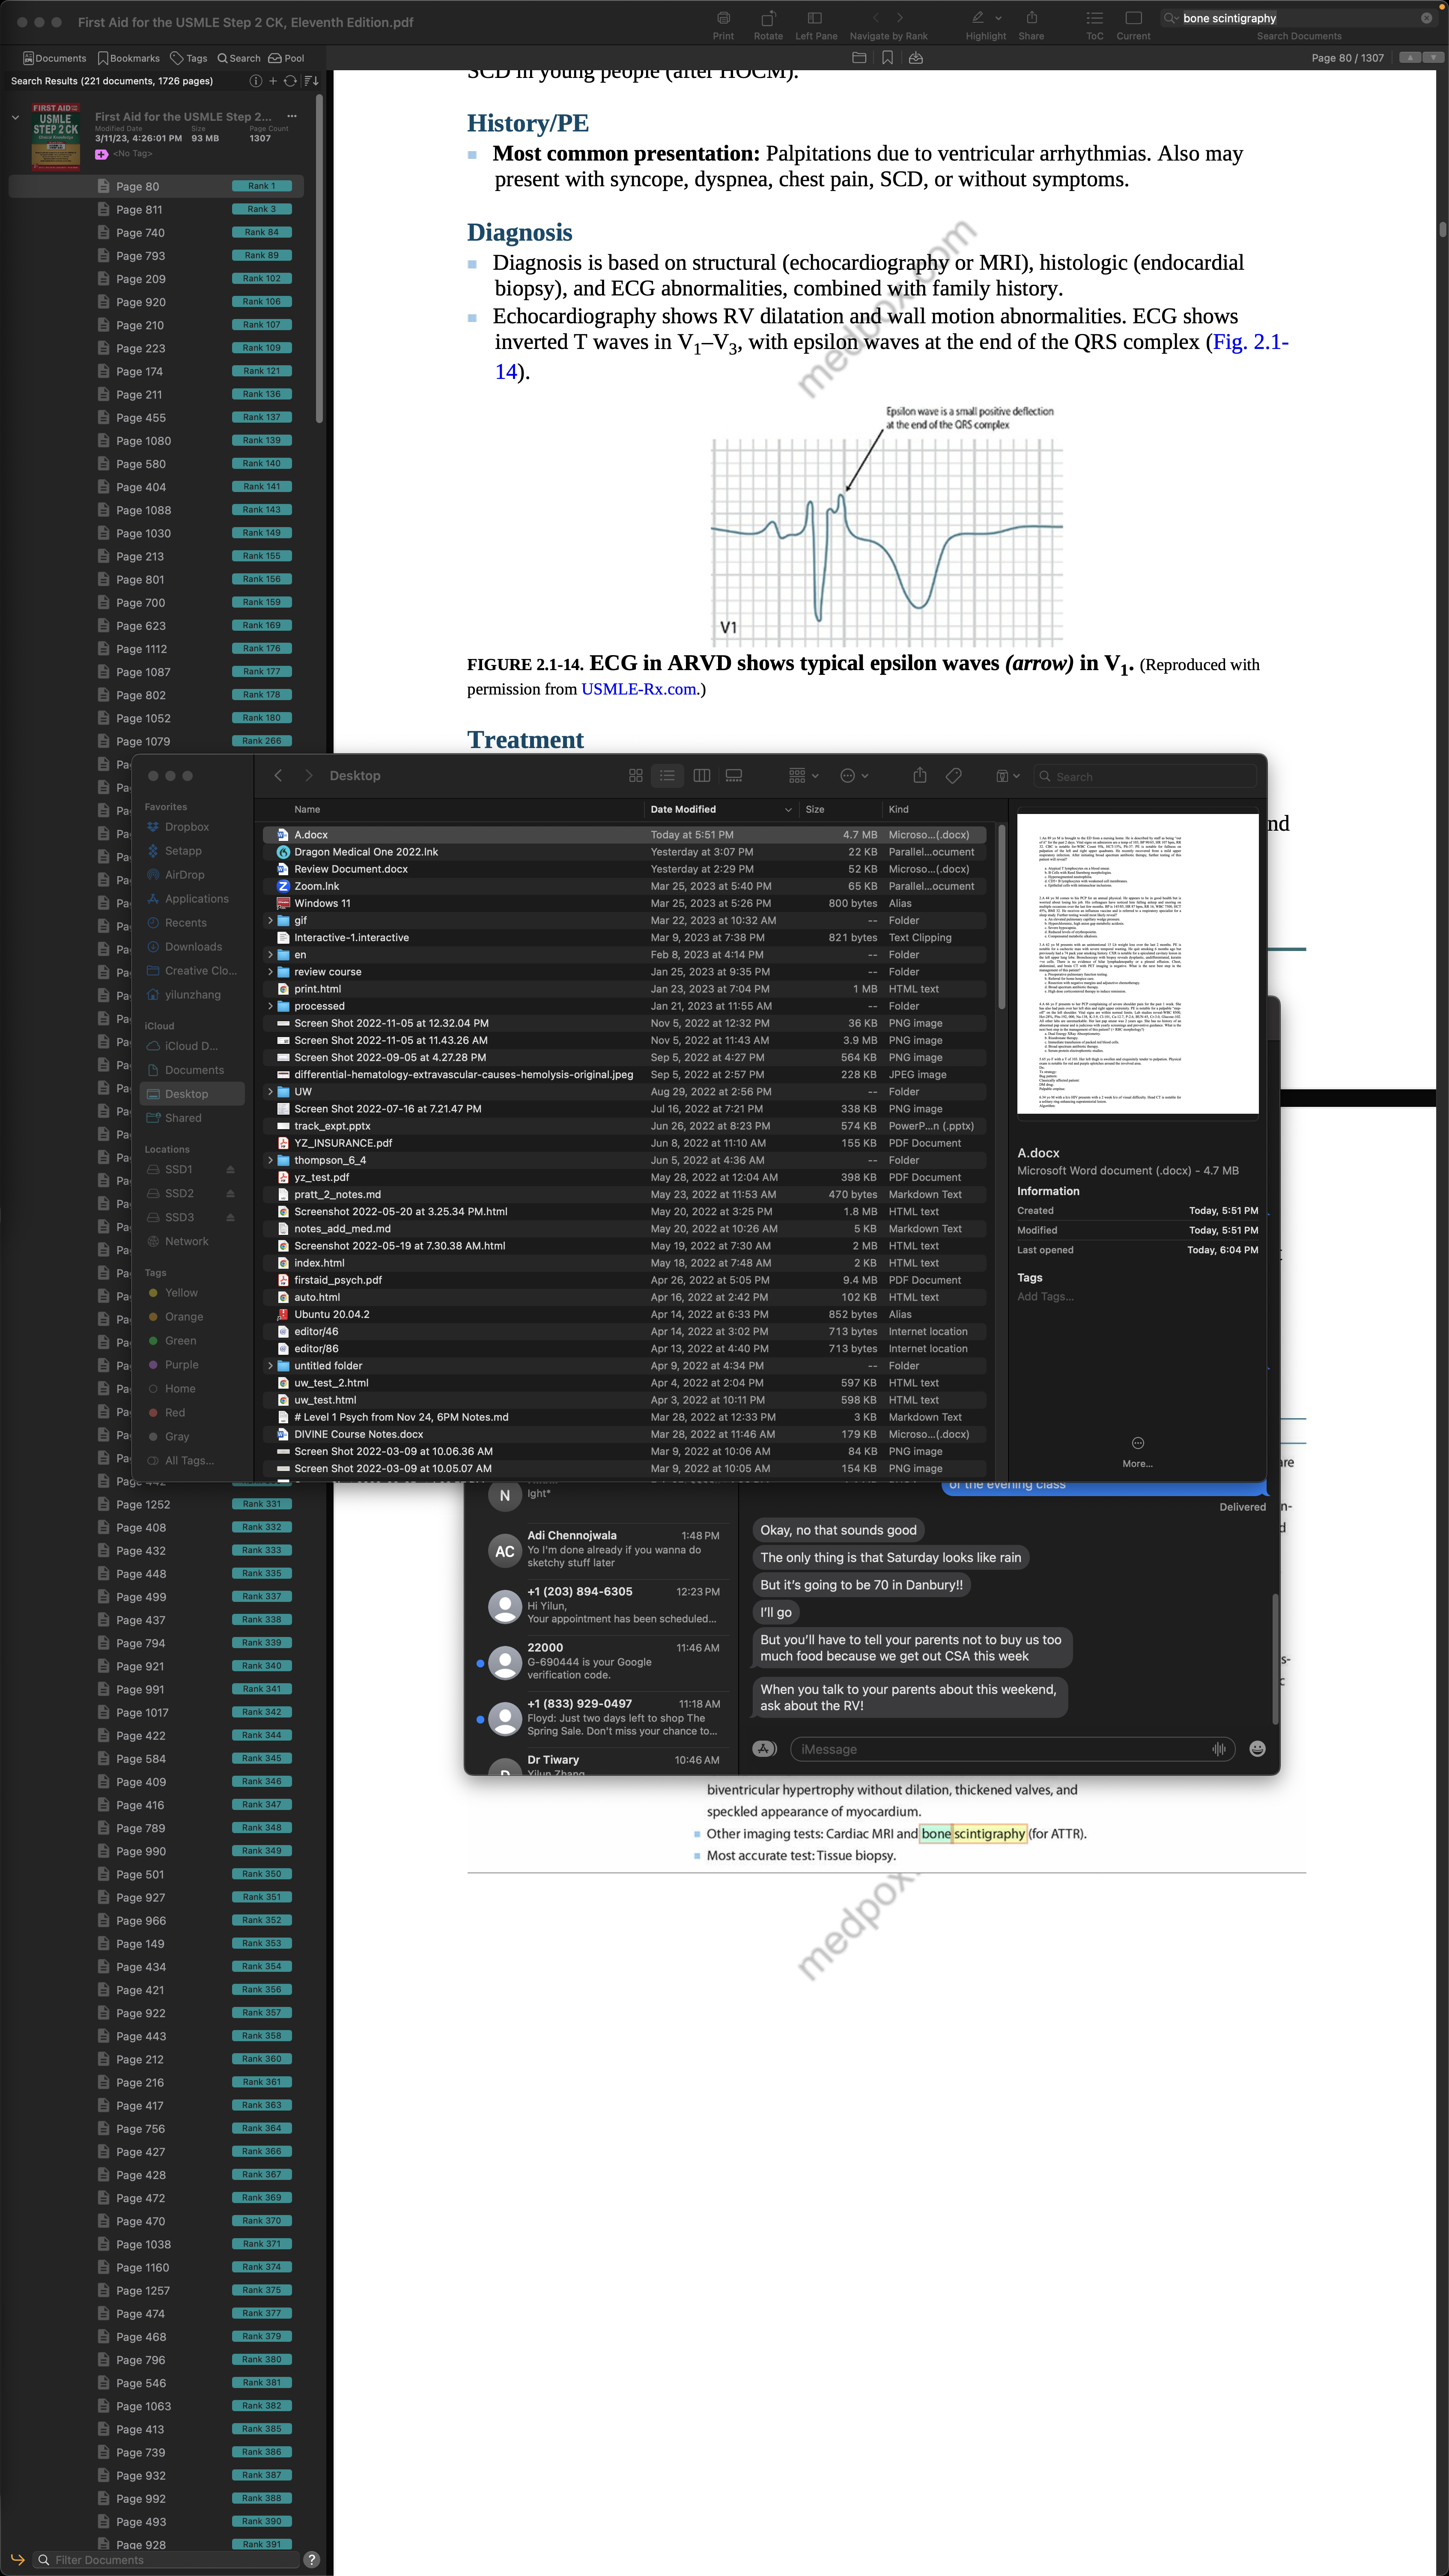 First Aid for the USMLE Step 2 CK, Eleventh Edition.pdf
Print
Rotate
Left Pane
Navigate by Rank
Highlight
Share
ToC
Current
bone scintigraphy
Search Documents
Documents
Bookmarks
Tags
Search
Pool
Page 80 / 1307
Search Results (221 documents, 1726 pages)
First Aid for the USMLE Step 2...
Modified Date Size Page Count
3/11/23, 4:26:01 PM 93 MB 1307
<No Tag>
FIRST AID
USMLE
STEP 2 CK
Page 80 Rank 1
Page 811 Rank 3
Page 740 Rank 84
Page 793 Rank 89
Page 209 Rank 102
Page 920 Rank 106
Page 210 Rank 107
Page 223 Rank 109
Page 174 Rank 121
Page 211 Rank 136
Page 455 Rank 137
Page 1080 Rank 139
Page 580 Rank 140
Page 404 Rank 141
Page 1088 Rank 143
Page 1030 Rank 149
Page 213 Rank 155
Page 801 Rank 156
Page 700 Rank 159
Page 623 Rank 169
Page 1112 Rank 176
Page 1087 Rank 177
Page 802 Rank 178
Page 1052 Rank 180
Page 1079 Rank 266
Page 1252 Rank 331
Page 408 Rank 332
Page 432 Rank 333
Page 448 Rank 335
Page 499 Rank 337
Page 437 Rank 338
Page 794 Rank 339
Page 921 Rank 340
Page 991 Rank 341
Page 1017 Rank 342
Page 422 Rank 344
Page 584 Rank 345
Page 409 Rank 346
Page 416 Rank 347
Page 789 Rank 348
Page 990 Rank 349
Page 501 Rank 350
Page 927 Rank 351
Page 966 Rank 352
Page 149 Rank 353
Page 434 Rank 354
Page 421 Rank 356
Page 922 Rank 357
Page 443 Rank 358
Page 212 Rank 360
Page 216 Rank 361
Page 417 Rank 363
Page 756 Rank 364
Page 427 Rank 366
Page 428 Rank 367
Page 472 Rank 369
Page 470 Rank 370
Page 1038 Rank 371
Page 1160 Rank 374
Page 1257 Rank 375
Page 474 Rank 377
Page 468 Rank 379
Page 796 Rank 380
Page 546 Rank 381
Page 1063 Rank 382
Page 413 Rank 385
Page 739 Rank 386
Page 932 Rank 387
Page 992 Rank 388
Page 493 Rank 390
Page 928 Rank 391
Filter Documents
SCD in young people (after HOCM).
History/PE
Most common presentation: Palpitations due to ventricular arrhythmias. Also may
present with syncope, dyspnea, chest pain, SCD, or without symptoms.
Diagnosis
Diagnosis is based on structural (echocardiography or MRI), histologic (endocardial
biopsy), and ECG abnormalities, combined with family history.
Echocardiography shows RV dilatation and wall motion abnormalities. ECG shows
inverted T waves in V1–V3, with epsilon waves at the end of the QRS complex (Fig. 2.1-
14).
medpox.com
Epsilon wave is a small positive deflection
at the end of the QRS complex
V1
FIGURE 2.1-14. ECG in ARVD shows typical epsilon waves (arrow) in V1. (Reproduced with
permission from USMLE-Rx.com.)
Treatment
nd
Desktop
Search
Favorites
Dropbox
Setapp
AirDrop
Applications
Recents
Downloads
Creative Clo...
yilunzhang
iCloud
iCloud D...
Documents
Desktop
Shared
Locations
SSD1
SSD2
SSD3
Network
Tags
Yellow
Orange
Green
Purple
Home
Red
Gray
All Tags...
Name Date Modified Size Kind
A.docx Today at 5:51 PM 4.7 MB Microso...(.docx)
Dragon Medical One 2022.lnk Yesterday at 3:07 PM 22 KB Parallel...ocument
Review Document.docx Yesterday at 2:29 PM 52 KB Microso...(.docx)
Zoom.lnk Mar 25, 2023 at 5:40 PM 65 KB Parallel...ocument
Windows 11 Mar 25, 2023 at 5:26 PM 800 bytes Alias
gif Mar 22, 2023 at 10:32 AM -- Folder
Interactive-1.interactive Mar 9, 2023 at 7:38 PM 821 bytes Text Clipping
en Feb 8, 2023 at 4:14 PM -- Folder
review course Jan 25, 2023 at 9:35 PM -- Folder
print.html Jan 23, 2023 at 7:04 PM 1 MB HTML text
processed Jan 21, 2023 at 11:55 AM -- Folder
Screen Shot 2022-11-05 at 12.32.04 PM Nov 5, 2022 at 12:32 PM 36 KB PNG image
Screen Shot 2022-11-05 at 11.43.26 AM Nov 5, 2022 at 11:43 AM 3.9 MB PNG image
Screen Shot 2022-09-05 at 4.27.28 PM Sep 5, 2022 at 4:27 PM 564 KB PNG image
differential-hematology-extravascular-causes-hemolysis-original.jpeg Sep 5, 2022 at 2:57 PM 228 KB JPEG image
UW Aug 29, 2022 at 2:56 PM -- Folder
Screen Shot 2022-07-16 at 7.21.47 PM Jul 16, 2022 at 7:21 PM 338 KB PNG image
track_expt.pptx Jun 26, 2022 at 8:23 PM 574 KB PowerP...n (.pptx)
YZ_INSURANCE.pdf Jun 8, 2022 at 11:10 AM 155 KB PDF Document
thompson_6_4 Jun 5, 2022 at 4:36 AM -- Folder
yz_test.pdf May 28, 2022 at 12:04 AM 398 KB PDF Document
pratt_2_notes.md May 23, 2022 at 11:53 AM 470 bytes Markdown Text
Screenshot 2022-05-20 at 3.25.34 PM.html May 20, 2022 at 3:25 PM 1.8 MB HTML text
notes_add_med.md May 20, 2022 at 10:26 AM 5 KB Markdown Text
Screenshot 2022-05-19 at 7.30.38 AM.html May 19, 2022 at 7:30 AM 2 MB HTML text
index.html May 18, 2022 at 7:48 AM 2 KB HTML text
firstaid_psych.pdf Apr 26, 2022 at 5:05 PM 9.4 MB PDF Document
auto.html Apr 16, 2022 at 2:42 PM 102 KB HTML text
Ubuntu 20.04.2 Apr 14, 2022 at 6:33 PM 852 bytes Alias
editor/46 Apr 14, 2022 at 3:02 PM 713 bytes Internet location
editor/86 Apr 13, 2022 at 4:40 PM 713 bytes Internet location
untitled folder Apr 9, 2022 at 4:34 PM -- Folder
uw_test_2.html Apr 4, 2022 at 2:04 PM 597 KB HTML text
uw_test.html Apr 3, 2022 at 10:11 PM 598 KB HTML text
# Level 1 Psych from Nov 24, 6PM Notes.md Mar 28, 2022 at 12:33 PM 3 KB Markdown Text
DIVINE Course Notes.docx Mar 28, 2022 at 11:46 AM 179 KB Microso...(.docx)
Screen Shot 2022-03-09 at 10.06.36 AM Mar 9, 2022 at 10:06 AM 84 KB PNG image
Screen Shot 2022-03-09 at 10.05.07 AM Mar 9, 2022 at 10:05 AM 154 KB PNG image
A.docx
Microsoft Word document (.docx) - 4.7 MB
Information
Created Today, 5:51 PM
Modified Today, 5:51 PM
Last opened Today, 6:04 PM
Tags
Add Tags...
More...
N
lght*
AC
Adi Chennojwala 1:48 PM
Yo I'm done already if you wanna do
sketchy stuff later
+1 (203) 894-6305 12:23 PM
Hi Yilun,
Your appointment has been scheduled...
22000 11:46 AM
G-690444 is your Google
verification code.
+1 (833) 929-0497 11:18 AM
Floyd: Just two days left to shop The
Spring Sale. Don't miss your chance to...
Dr Tiwary 10:46 AM
Yilun Zhang
of the evening class
Delivered
Okay, no that sounds good
The only thing is that Saturday looks like rain
But it's going to be 70 in Danbury!!
I'll go
But you'll have to tell your parents not to buy us too
much food because we get out CSA this week
When you talk to your parents about this weekend,
ask about the RV!
iMessage
biventricular hypertrophy without dilation, thickened valves, and
speckled appearance of myocardium.
Other imaging tests: Cardiac MRI and bone scintigraphy (for ATTR).
Most accurate test: Tissue biopsy.
medpox.